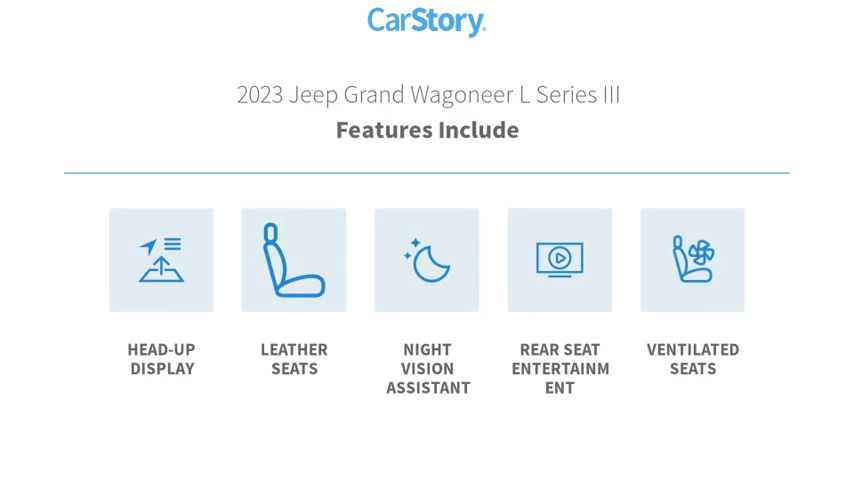 CarStory®
2023 Jeep Grand Wagoneer L Series III
Features Include
HEAD-UP
DISPLAY
LEATHER
SEATS
NIGHT
VISION
ASSISTANT
REAR SEAT
ENTERTAINM
ENT
VENTILATED
SEATS